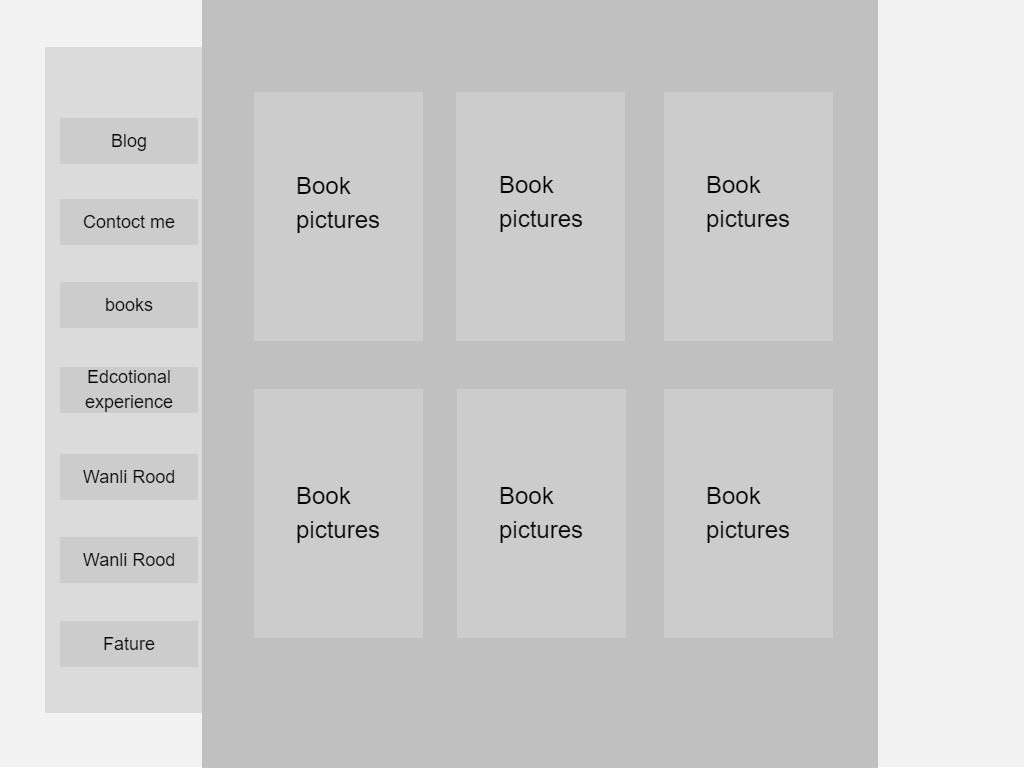 Blog
Contoct me
books
Edcotional
experience
Wanli Rood
Wanli Rood
Fature
Book
pictures
Book
pictures
Book
pictures
Book
pictures
Book
pictures
Book
pictures